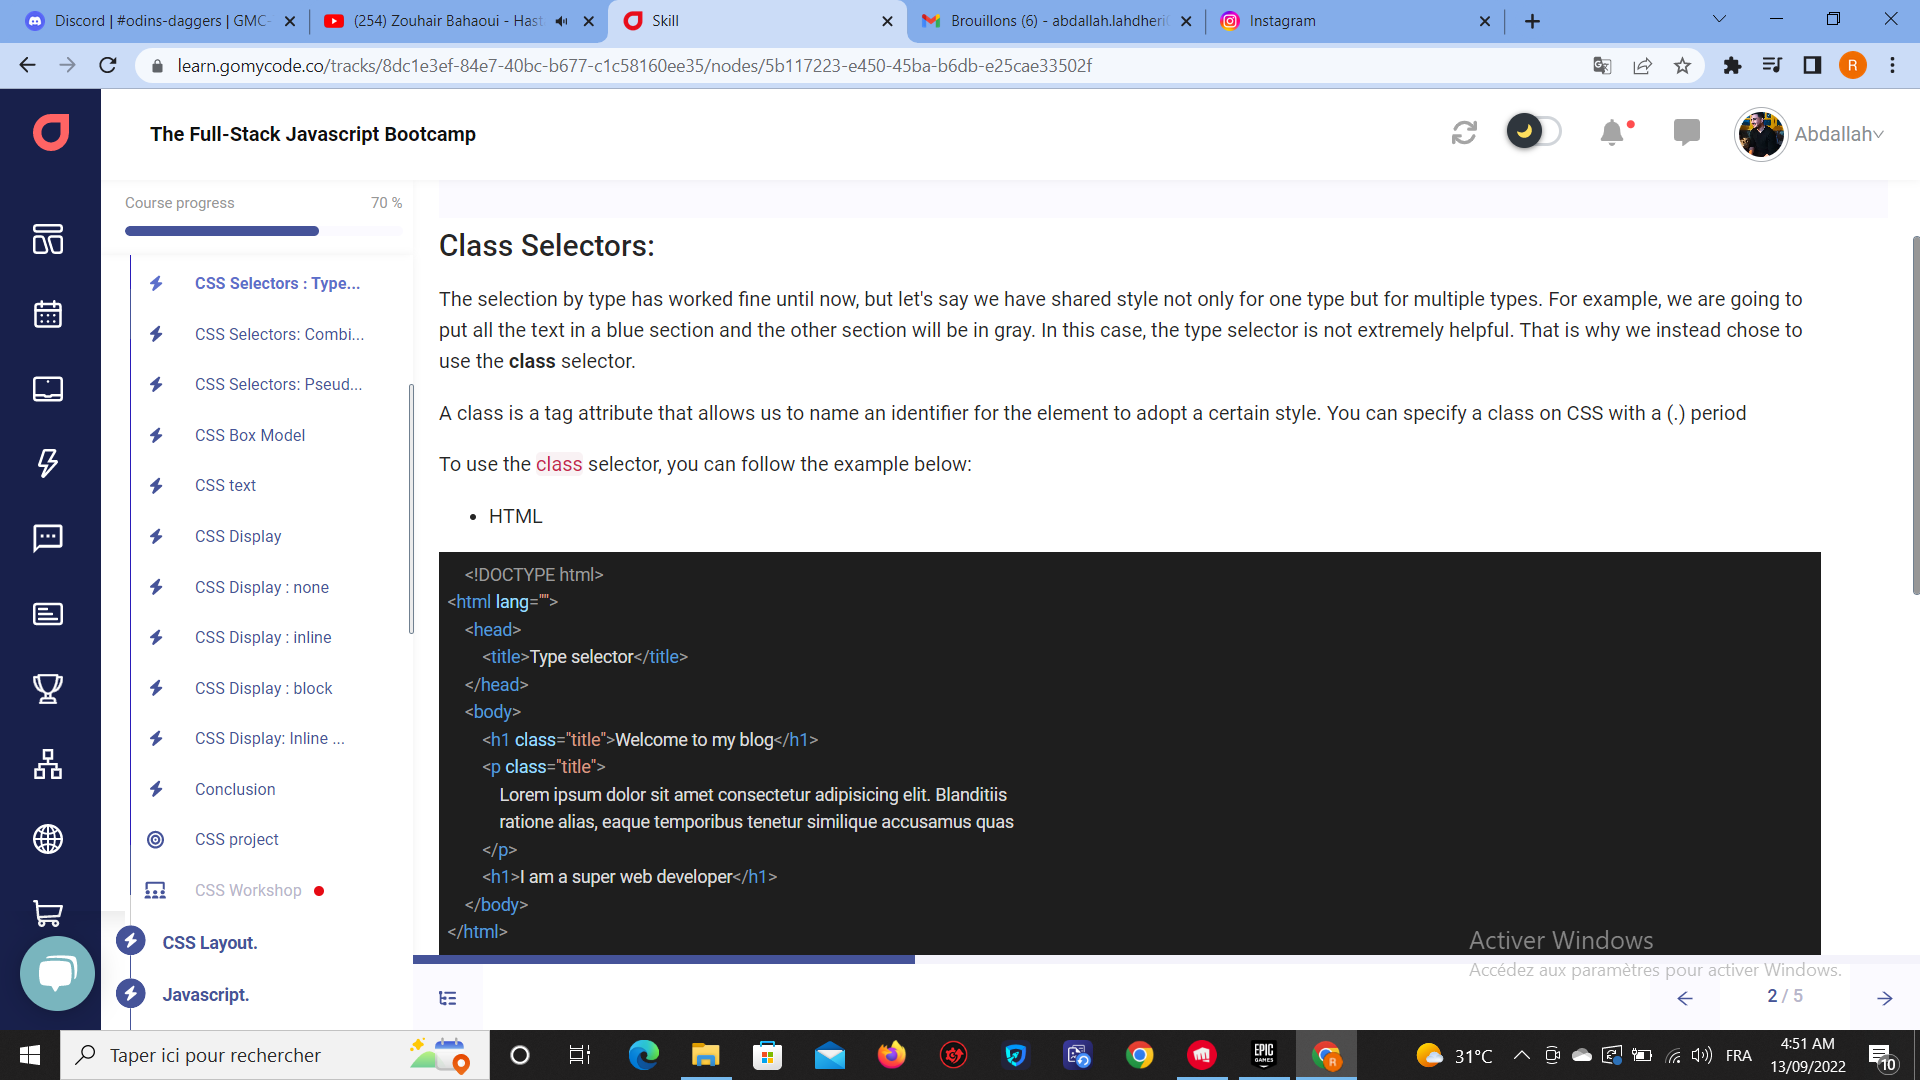 Discord | #odins-daggers | GMC-
(254) Zouhair Bahaoui - Hast
Skill
Brouillons (6) - abdallah.lahdheri
Instagram
learn.gomycode.co/tracks/8dc1e3ef-84e7-40bc-b677-c1c58160ee35/nodes/5b117223-e450-45ba-b6db-e25cae33502f
R
The Full-Stack Javascript Bootcamp
Abdallah
Course progress 70 %
CSS Selectors : Type...
CSS Selectors: Combi...
CSS Selectors: Pseud...
CSS Box Model
CSS text
CSS Display
CSS Display : none
CSS Display : inline
CSS Display : block
CSS Display: Inline ...
Conclusion
CSS project
CSS Workshop
CSS Layout.
Javascript.
Class Selectors:
The selection by type has worked fine until now, but let's say we have shared style not only for one type but for multiple types. For example, we are going to
put all the text in a blue section and the other section will be in gray. In this case, the type selector is not extremely helpful. That is why we instead chose to
use the class selector.
A class is a tag attribute that allows us to name an identifier for the element to adopt a certain style. You can specify a class on CSS with a (.) period
To use the class selector, you can follow the example below:
• HTML
<!DOCTYPE html>
<html lang="">
<head>
<title>Type selector</title>
</head>
<body>
<h1 class="title">Welcome to my blog</h1>
<p class="title">
Lorem ipsum dolor sit amet consectetur adipisicing elit. Blanditiis
ratione alias, eaque temporibus tenetur similique accusamus quas
</p>
<h1>I am a super web developer</h1>
</body>
</html>
Activer Windows
Accédez aux paramètres pour activer Windows.
2 / 5
Taper ici pour rechercher
EPIC
GAMES
R
31°C
FRA
4:51 AM
13/09/2022
10